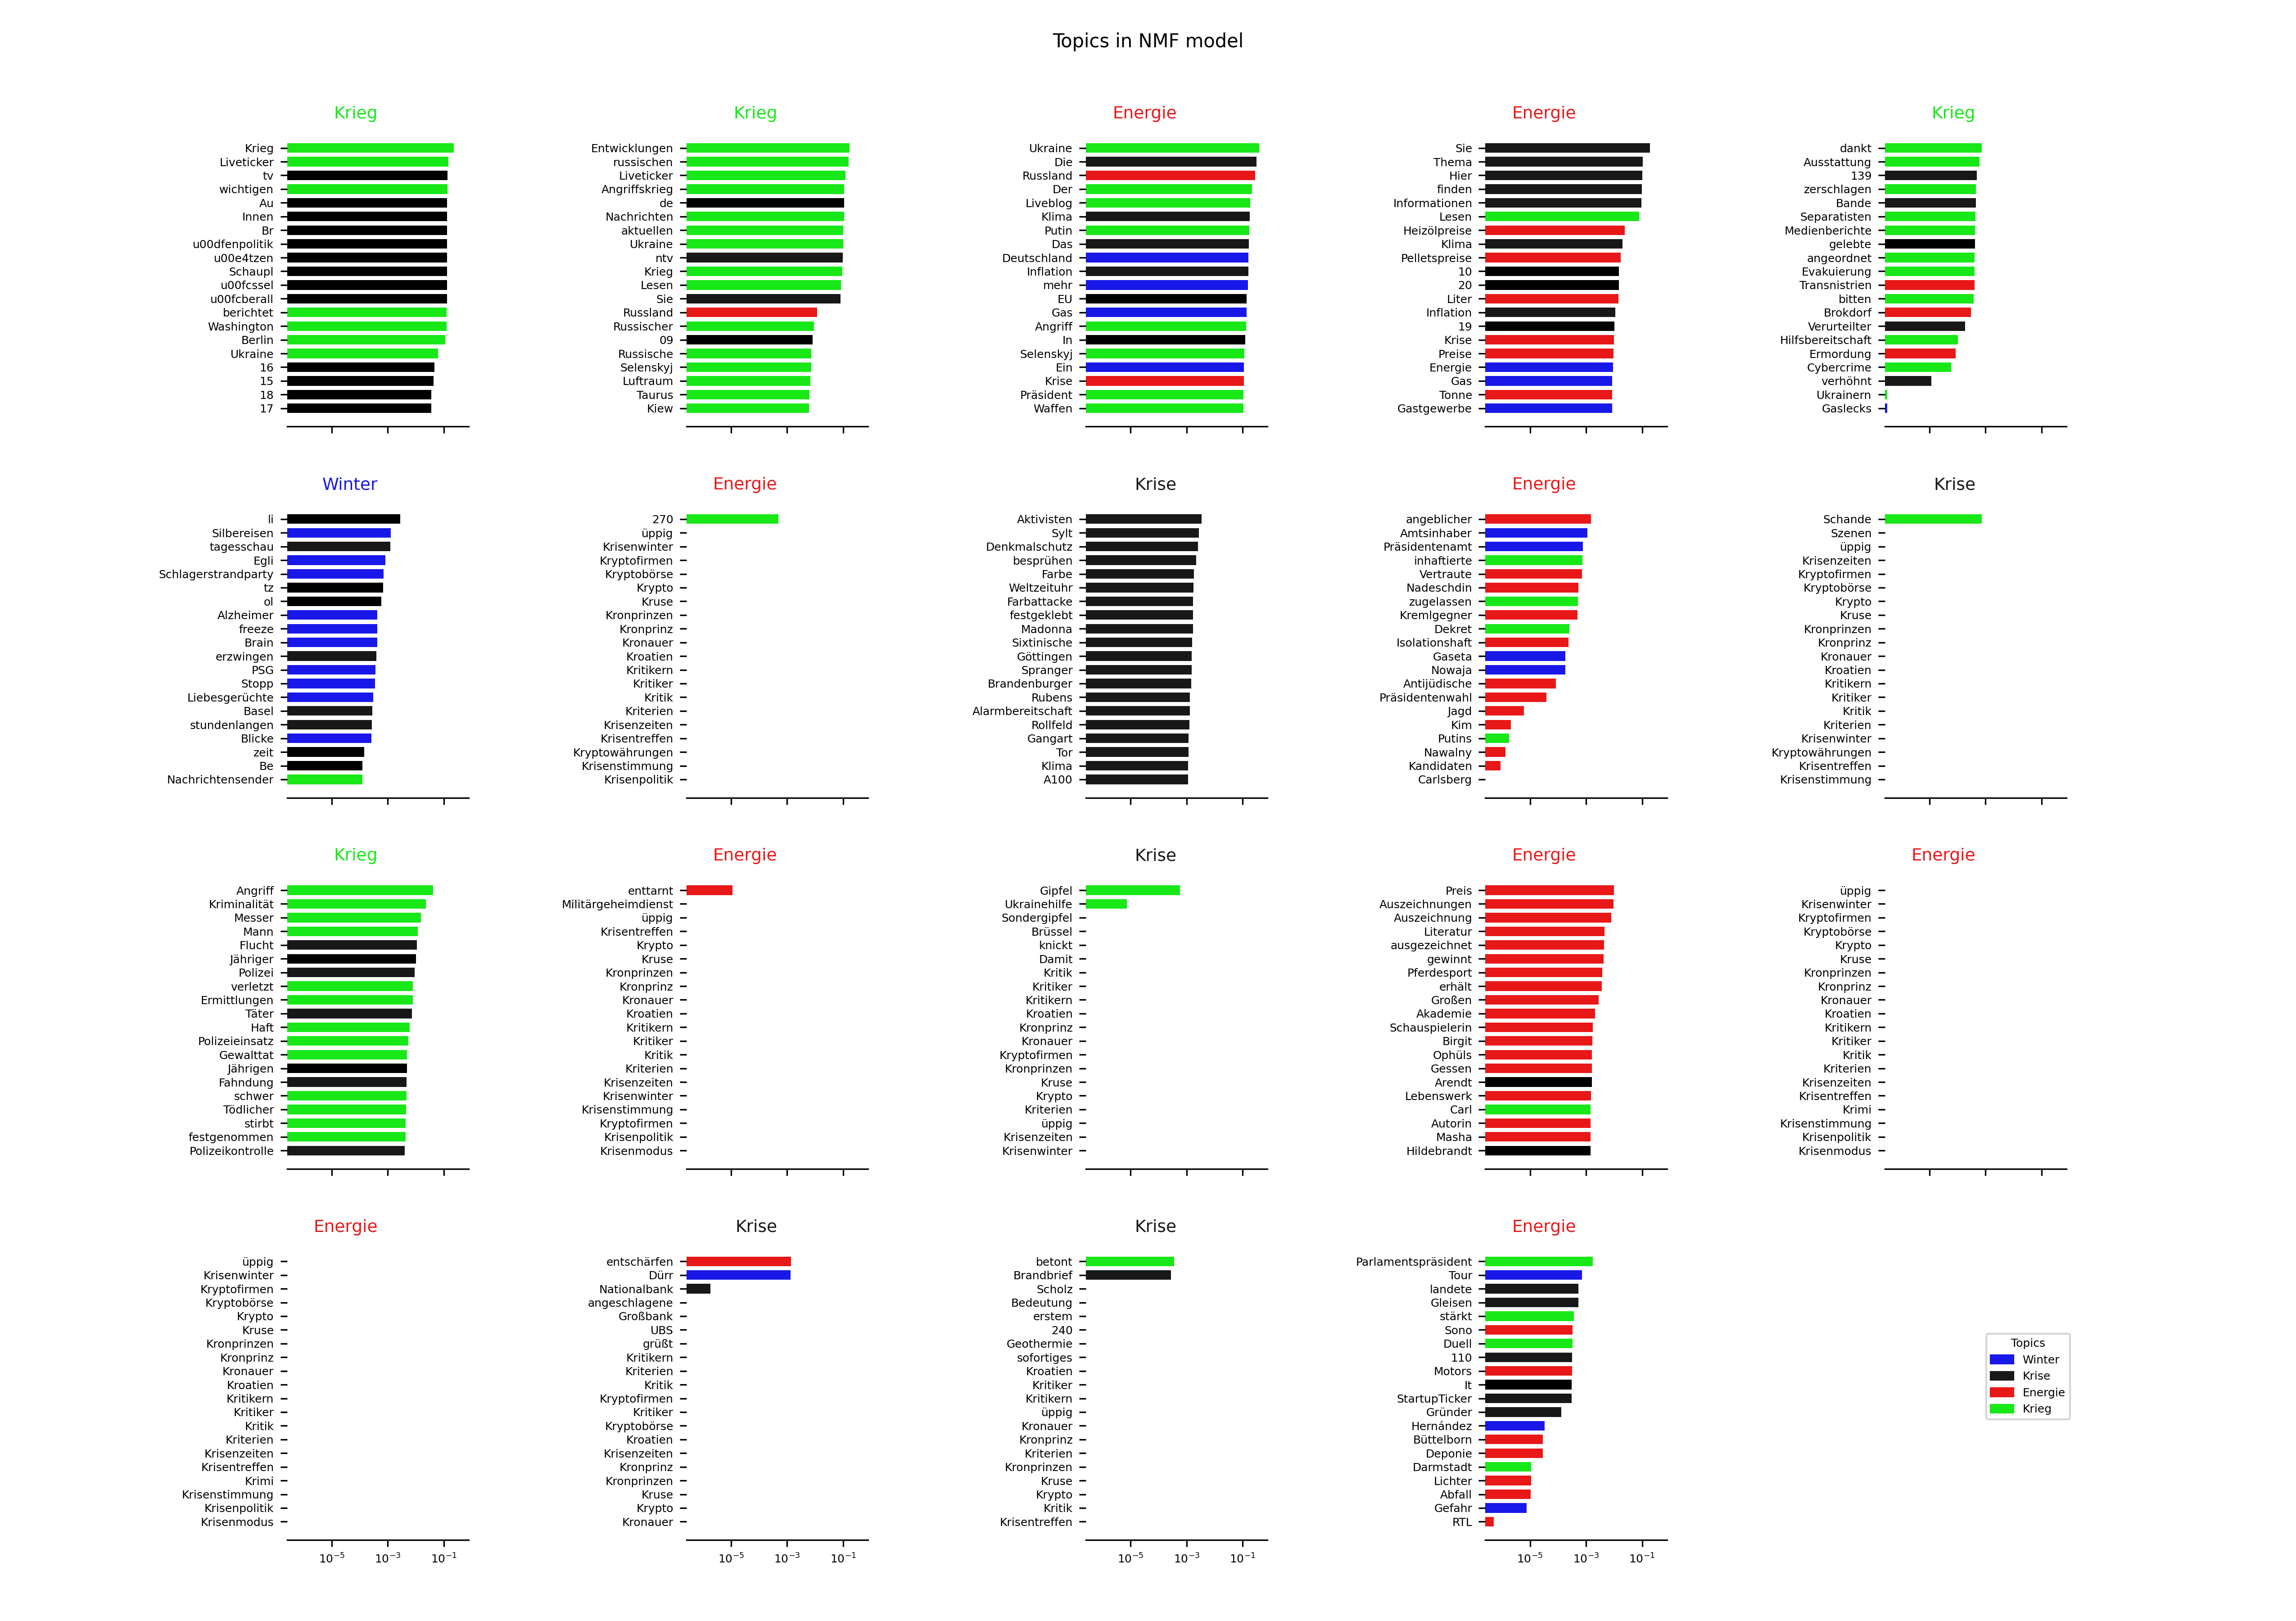 Topics in NMF model
Krieg
Krieg
Liveticker
tv
wichtigen
Au
Innen
Br
u00dfenpolitik
u00e4tzen
Schaupl
u00fcssel
u00fcberall
berichtet
Washington
Berlin
Ukraine
16
15
18
17
Krieg
Entwicklungen
russischen
Liveticker
Angriffskrieg
de
Nachrichten
aktuellen
Ukraine
ntv
Krieg
Lesen
Sie
Russland
Russischer
09
Russische
Selenskyj
Luftraum
Taurus
Kiew
Energie
Ukraine
Die
Russland
Der
Liveblog
Klima
Putin
Das
Deutschland
Inflation
mehr
EU
Gas
Angriff
In
Selenskyj
Ein
Krise
Präsident
Waffen
Energie
Sie
Thema
Hier
finden
Informationen
Lesen
Heizölpreise
Klima
Pelletspreise
10
20
Liter
Inflation
19
Krise
Preise
Energie
Gas
Tonne
Gastgewerbe
Krieg
dankt
Ausstattung
139
zerschlagen
Bande
Separatisten
Medienberichte
gelebte
angeordnet
Evakuierung
Transnistrien
bitten
Brokdorf
Verurteilter
Hilfsbereitschaft
Ermordung
Cybercrime
verhöhnt
Ukrainern
Gaslecks
Winter
li
Silbereisen
tagesschau
Egli
Schlagerstrandparty
tz
ol
Alzheimer
freeze
Brain
erzwingen
PSG
Stopp
Liebesgerüchte
Basel
stundenlangen
Blicke
zeit
Be
Nachrichtensender
Energie
270
üppig
Krisenwinter
Kryptofirmen
Kryptobörse
Krypto
Kruse
Kronprinzen
Kronprinz
Kronauer
Kroatien
Kritikern
Kritiker
Kritik
Kriterien
Krisenzeiten
Krisentreffen
Kryptowährungen
Krisenstimmung
Krisenpolitik
Krise
Aktivisten
Sylt
Denkmalschutz
besprühen
Farbe
Weltzeituhr
Farbattacke
festgeklebt
Madonna
Sixtinische
Göttingen
Spranger
Brandenburger
Rubens
Alarmbereitschaft
Rollfeld
Gangart
Tor
Klima
A100
Energie
angeblicher
Amtsinhaber
Präsidentenamt
inhaftierte
Vertraute
Nadeschdin
zugelassen
Kremlgegner
Dekret
Isolationshaft
Gaseta
Nowaja
Antijüdische
Präsidentenwahl
Jagd
Kim
Putins
Nawalny
Kandidaten
Carlsberg
Krise
Schande
Szenen
üppig
Krisenzeiten
Kryptofirmen
Kryptobörse
Krypto
Kruse
Kronprinzen
Kronprinz
Kronauer
Kroatien
Kritikern
Kritiker
Kritik
Kriterien
Krisenwinter
Kryptowährungen
Krisentreffen
Krisenstimmung
Krieg
Angriff
Kriminalität
Messer
Mann
Flucht
Jähriger
Polizei
verletzt
Ermittlungen
Täter
Haft
Polizeieinsatz
Gewalttat
Jährigen
Fahndung
schwer
Tödlicher
stirbt
festgenommen
Polizeikontrolle
Energie
enttarnt
Militärgeheimdienst
üppig
Krisentreffen
Krypto
Kruse
Kronprinzen
Kronprinz
Kronauer
Kroatien
Kritikern
Kritiker
Kritik
Kriterien
Krisenzeiten
Krisenwinter
Krisenstimmung
Kryptofirmen
Krisenpolitik
Krisenmodus
Krise
Gipfel
Ukrainehilfe
Sondergipfel
Brüssel
knickt
Damit
Kritik
Kritiker
Kritikern
Kroatien
Kronprinz
Kronauer
Kryptofirmen
Kronprinzen
Kruse
Krypto
Kriterien
üppig
Krisenzeiten
Krisenwinter
Energie
Preis
Auszeichnungen
Auszeichnung
Literatur
ausgezeichnet
gewinnt
Pferdesport
erhält
Großen
Akademie
Schauspielerin
Birgit
Ophüls
Gessen
Arendt
Lebenswerk
Carl
Autorin
Masha
Hildebrandt
Energie
üppig
Krisenwinter
Kryptofirmen
Kryptobörse
Krypto
Kruse
Kronprinzen
Kronprinz
Kronauer
Kroatien
Kritikern
Kritiker
Kritik
Kriterien
Krisenzeiten
Krisentreffen
Krimi
Krisenstimmung
Krisenpolitik
Krisenmodus
Energie
üppig
Krisenwinter
Kryptofirmen
Kryptobörse
Krypto
Kruse
Kronprinzen
Kronprinz
Kronauer
Kroatien
Kritikern
Kritiker
Kritik
Kriterien
Krisenzeiten
Krisentreffen
Krimi
Krisenstimmung
Krisenpolitik
Krisenmodus
10⁻⁵ 10⁻³ 10⁻¹
Krise
entschärfen
Dürr
Nationalbank
angeschlagene
Großbank
UBS
grüßt
Kritikern
Kriterien
Kritik
Kryptofirmen
Kritiker
Kryptobörse
Kroatien
Krisenzeiten
Kronprinz
Kronprinzen
Kruse
Krypto
Kronauer
10⁻⁵ 10⁻³ 10⁻¹
Krise
betont
Brandbrief
Scholz
Bedeutung
erstem
240
Geothermie
sofortiges
Kroatien
Kritiker
Kritikern
üppig
Kronauer
Kronprinz
Kriterien
Kronprinzen
Kruse
Krypto
Kritik
Krisentreffen
10⁻⁵ 10⁻³ 10⁻¹
Energie
Parlamentspräsident
Tour
landete
Gleisen
stärkt
Sono
Duell
110
Motors
It
StartupTicker
Gründer
Hernández
Büttelborn
Deponie
Darmstadt
Lichter
Abfall
Gefahr
RTL
10⁻⁵ 10⁻³ 10⁻¹
Topics
Winter
Krise
Energie
Krieg